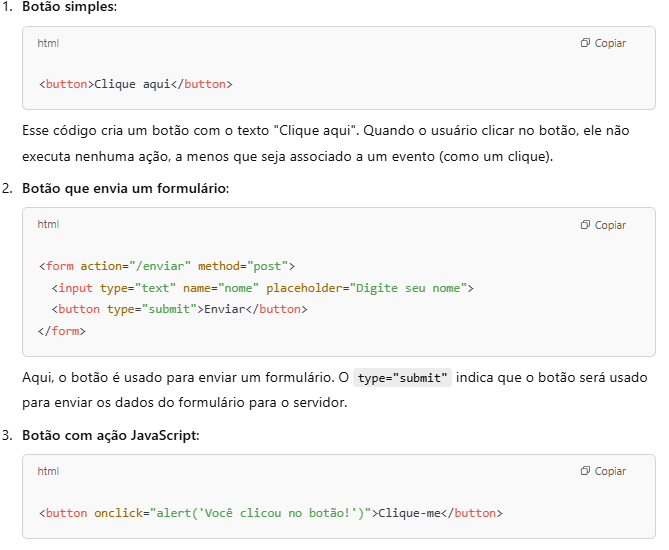 1. Botão simples:
html Copiar
<button>Clique aqui</button>
Esse código cria um botão com o texto "Clique aqui". Quando o usuário clicar no botão, ele não
executa nenhuma ação, a menos que seja associado a um evento (como um clique).
2. Botão que envia um formulário:
html Copiar
<form action="/enviar" method="post">
  <input type="text" name="nome" placeholder="Digite seu nome">
  <button type="submit">Enviar</button>
</form>
Aqui, o botão é usado para enviar um formulário. O type="submit" indica que o botão será usado
para enviar os dados do formulário para o servidor.
3. Botão com ação JavaScript:
html Copiar
<button onclick="alert('Você clicou no botão!')">Clique-me</button>